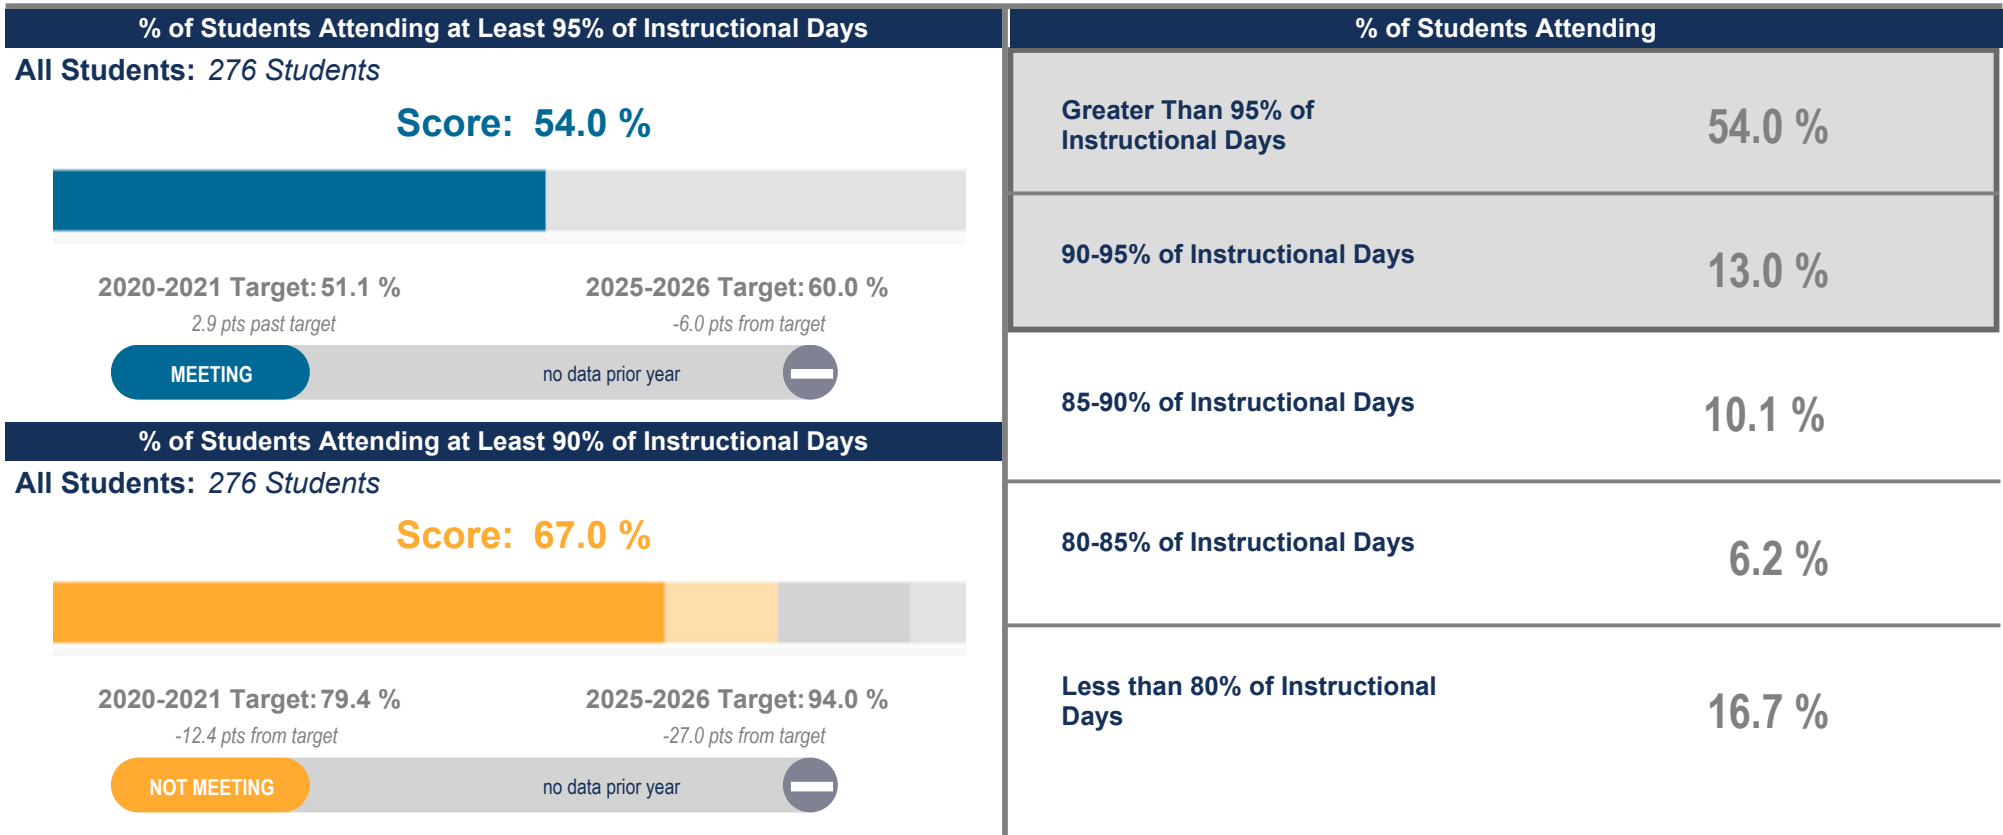 % of Students Attending at Least 95% of Instructional Days
All Students: 276 Students
Score: 54.0 %
2020-2021 Target: 51.1 %
2.9 pts past target
2025-2026 Target: 60.0 %
-6.0 pts from target
MEETING
no data prior year
% of Students Attending at Least 90% of Instructional Days
All Students: 276 Students
Score: 67.0 %
2020-2021 Target: 79.4 %
-12.4 pts from target
2025-2026 Target: 94.0 %
-27.0 pts from target
NOT MEETING
no data prior year
% of Students Attending
Greater Than 95% of
Instructional Days
54.0 %
90-95% of Instructional Days
13.0 %
85-90% of Instructional Days
10.1 %
80-85% of Instructional Days
6.2 %
Less than 80% of Instructional
Days
16.7 %